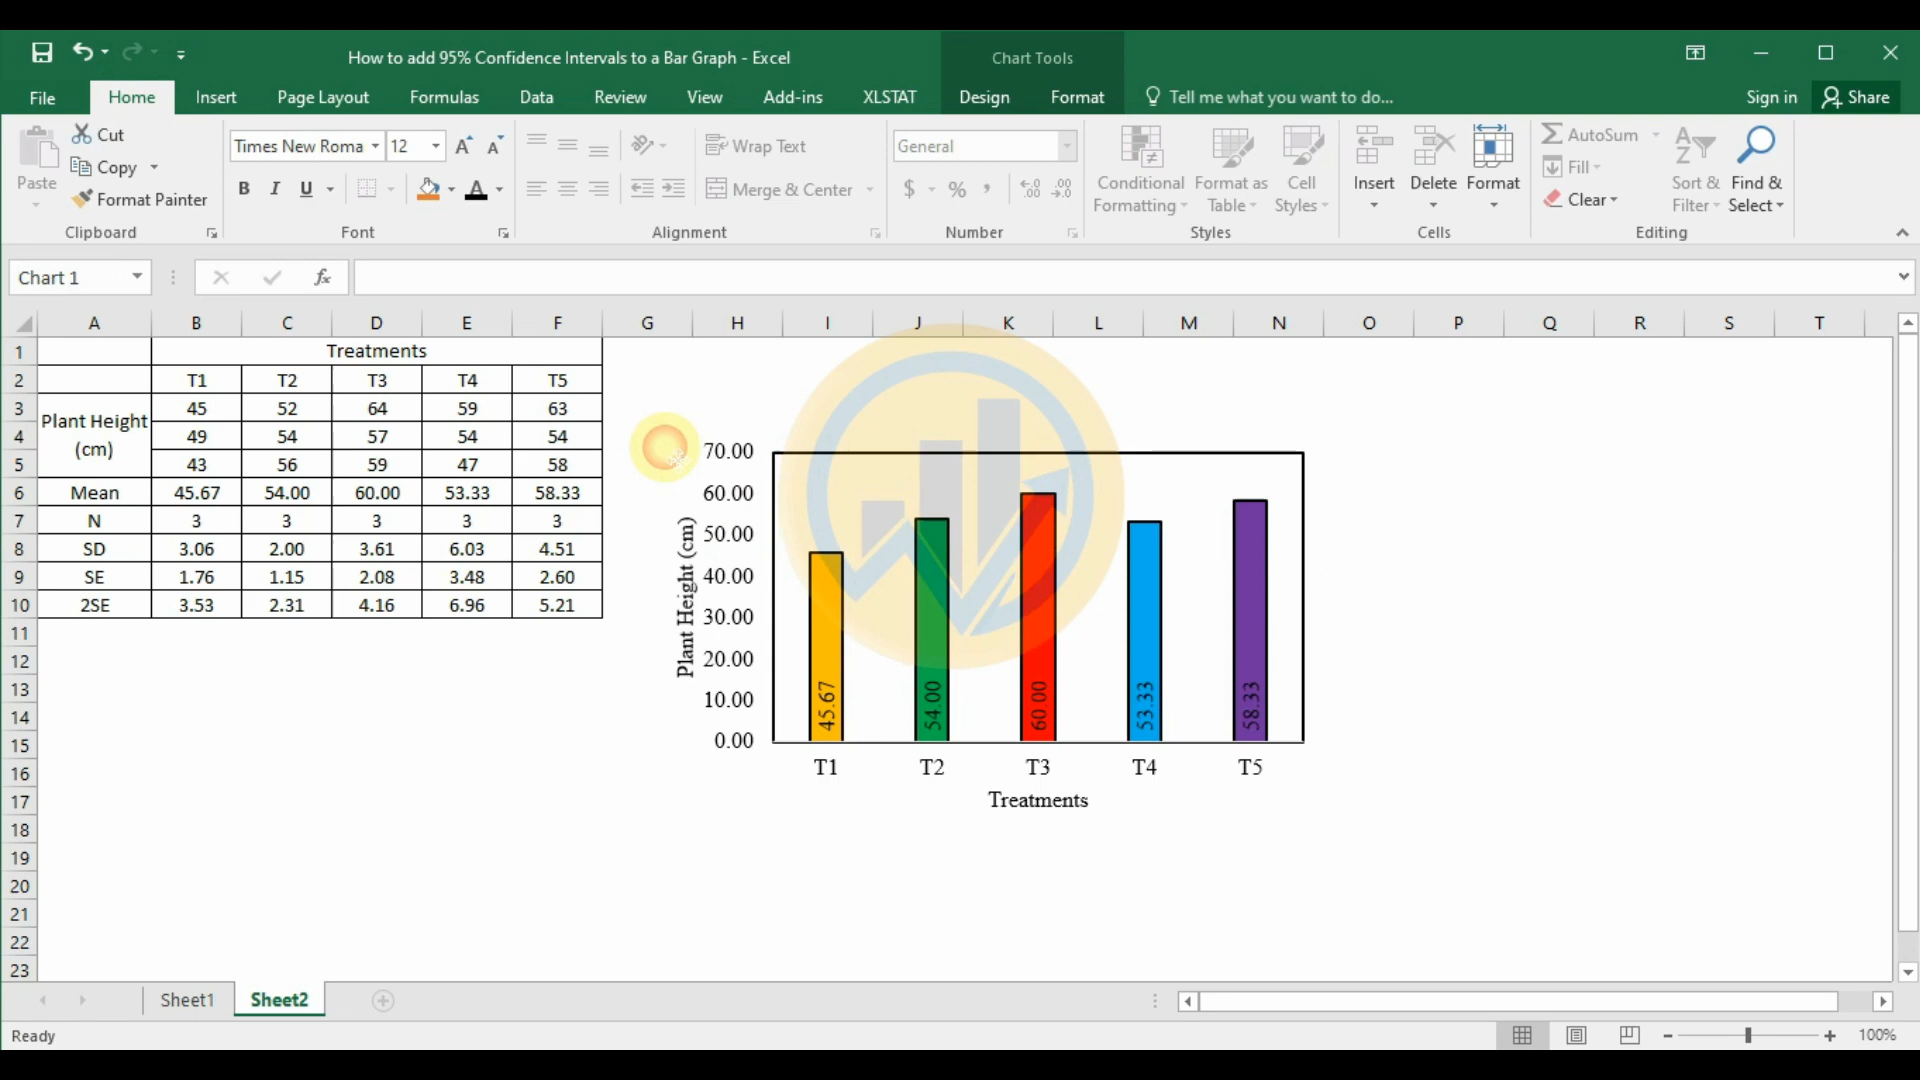 How to add 95% Confidence Intervals to a Bar Graph - Excel
Chart Tools
File Home Insert Page Layout Formulas Data Review View Add-ins XLSTAT Design Format Tell me what you want to do... Sign in Share
Paste
Cut
Copy
Format Painter
Clipboard
Times New Roma 12
B I U A
Font
Wrap Text
Merge & Center
Alignment
General
$ % ,
Number
Conditional Formatting
Format as Table
Cell Styles
Styles
Insert Delete Format
Cells
AutoSum
Fill
Clear
Sort & Filter
Find & Select
Editing
Chart 1 fx
A B C D E F G H I J K L M N O P Q R S T
1 Treatments
2 T1 T2 T3 T4 T5
3 45 52 64 59 63
Plant Height (cm)
4 49 54 57 54 54
5 43 56 59 47 58
6 Mean 45.67 54.00 60.00 53.33 58.33
7 N 3 3 3 3 3
8 SD 3.06 2.00 3.61 6.03 4.51
9 SE 1.76 1.15 2.08 3.48 2.60
10 2SE 3.53 2.31 4.16 6.96 5.21
11
12
13
14
15
16
17
18
19
20
21
22
23
Plant Height (cm)
70.00
60.00
50.00
40.00
30.00
20.00
10.00
0.00
45.67 54.00 60.00 53.33 58.33
T1 T2 T3 T4 T5
Treatments
Sheet1 Sheet2
Ready 100%